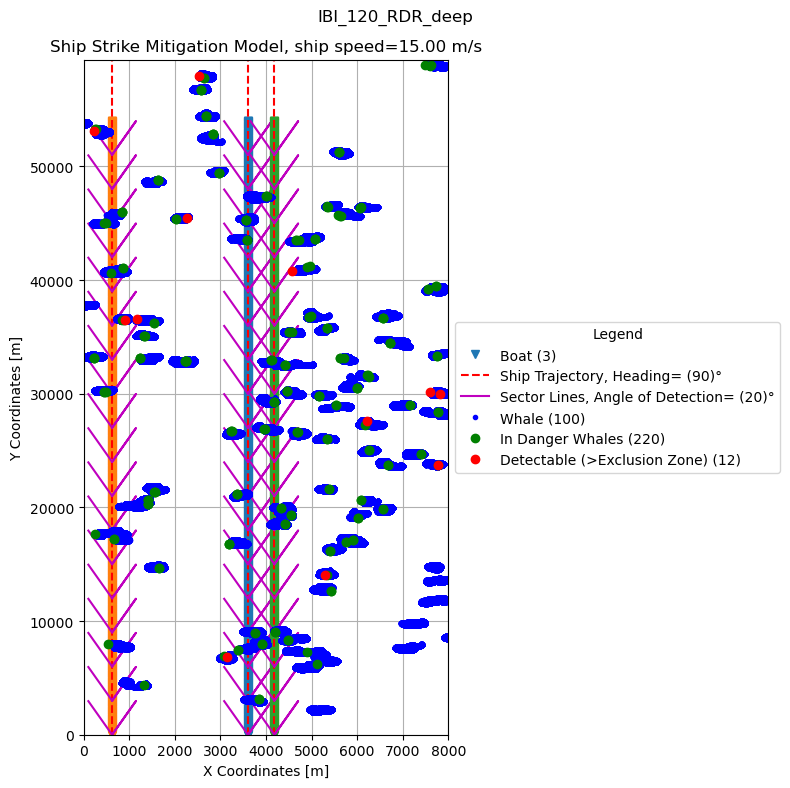 IBI_120_RDR_deep
Ship Strike Mitigation Model, ship speed=15.00 m/s
Y Coordinates [m]
50000
40000
30000
20000
10000
0
0 1000 2000 3000 4000 5000 6000 7000 8000
X Coordinates [m]
Legend
Boat (3)
Ship Trajectory, Heading= (90)°
Sector Lines, Angle of Detection= (20)°
Whale (100)
In Danger Whales (220)
Detectable (>Exclusion Zone) (12)